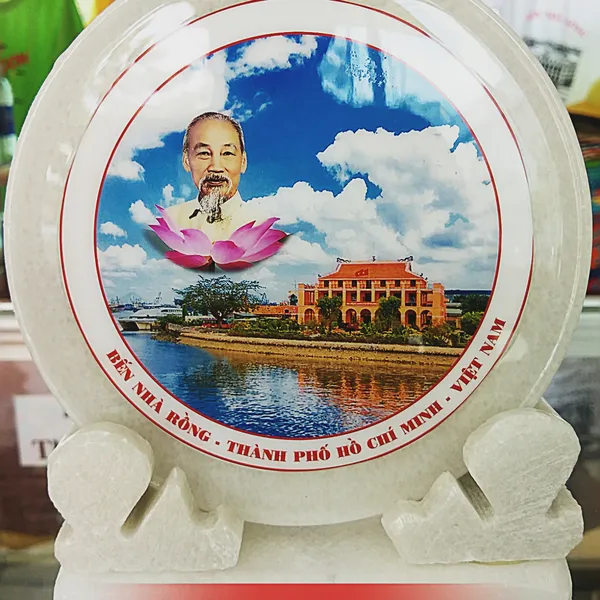 BẾN NHÀ RỒNG - THÀNH PHỐ HỒ CHÍ MINH - VIỆT NAM